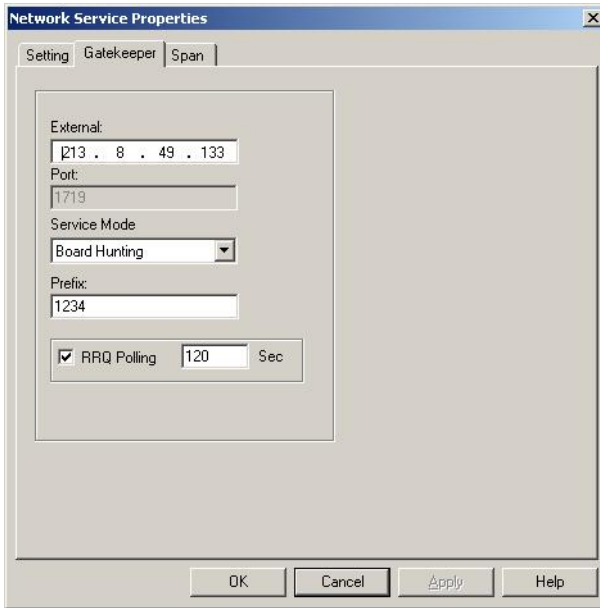 Network Service Properties
Setting Gatekeeper Span
External:
213 . 8 . 49 . 133
Port:
1719
Service Mode
Board Hunting
Prefix:
1234
RRQ Polling 120 Sec
OK Cancel Apply Help